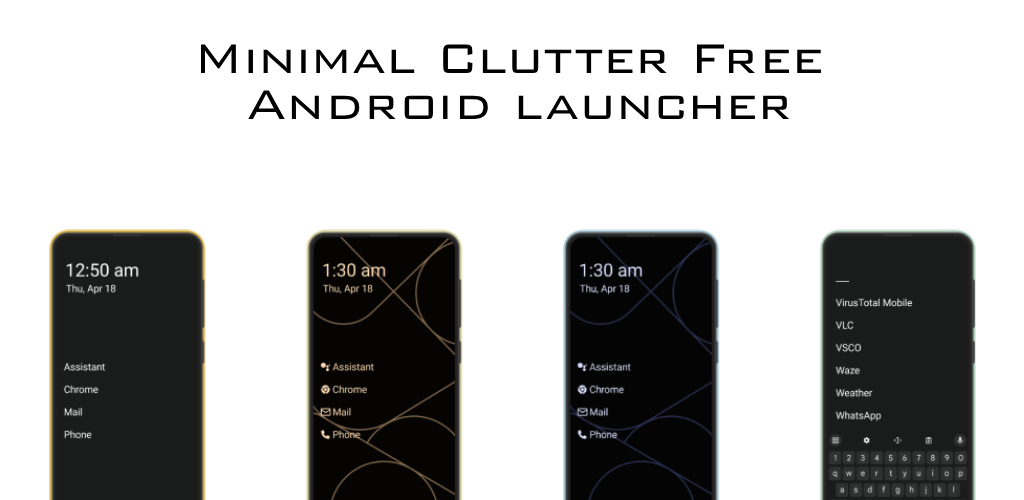 Minimal Clutter Free
Android launcher
12:50 am
Thu, Apr 18
Assistant
Chrome
Mail
Phone
1:30 am
Thu, Apr 18
Assistant
Chrome
Mail
Phone
1:30 am
Thu, Apr 18
Assistant
Chrome
Mail
Phone
VirusTotal Mobile
VLC
VSCO
Waze
Weather
WhatsApp
1 2 3 4 5 6 7 8 9 0
q w e r t y u i o p
a s d f g h j k l